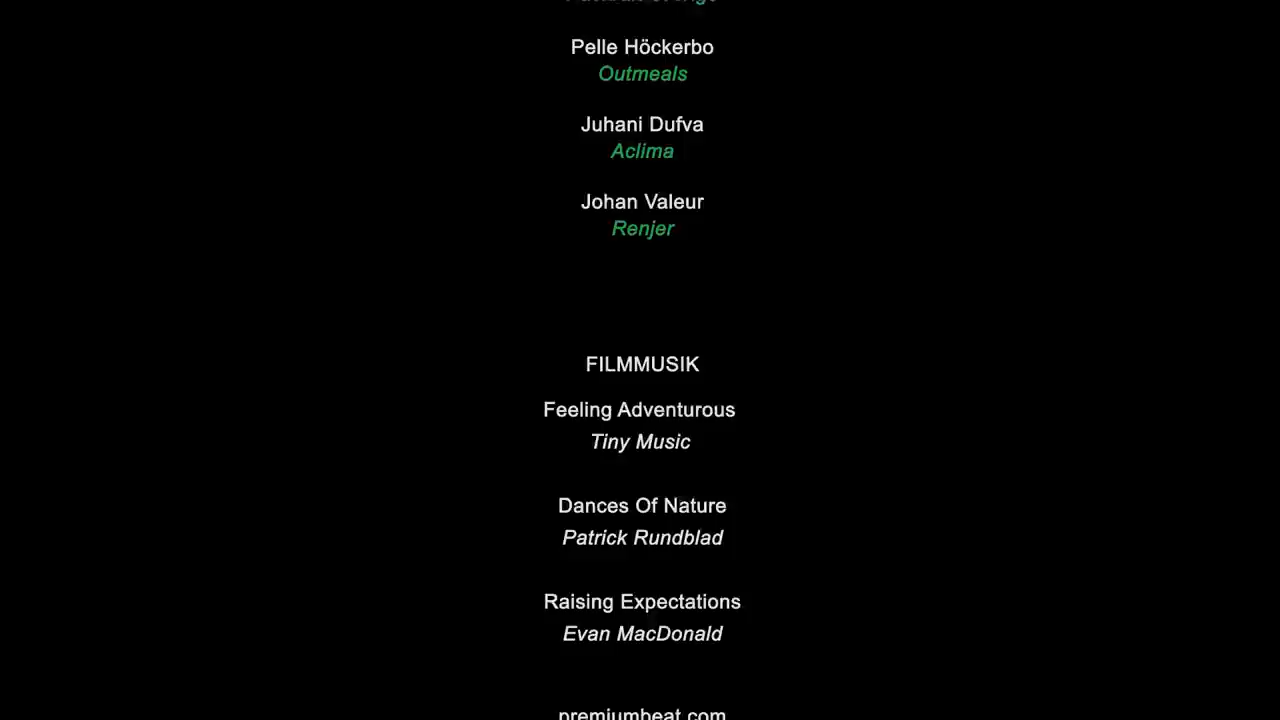 Pelle Höckerbo
Outmeals
Juhani Dufva
Aclima
Johan Valeur
Renjer
FILMMUSIK
Feeling Adventurous
Tiny Music
Dances Of Nature
Patrick Rundblad
Raising Expectations
Evan MacDonald
premiumbeat.com